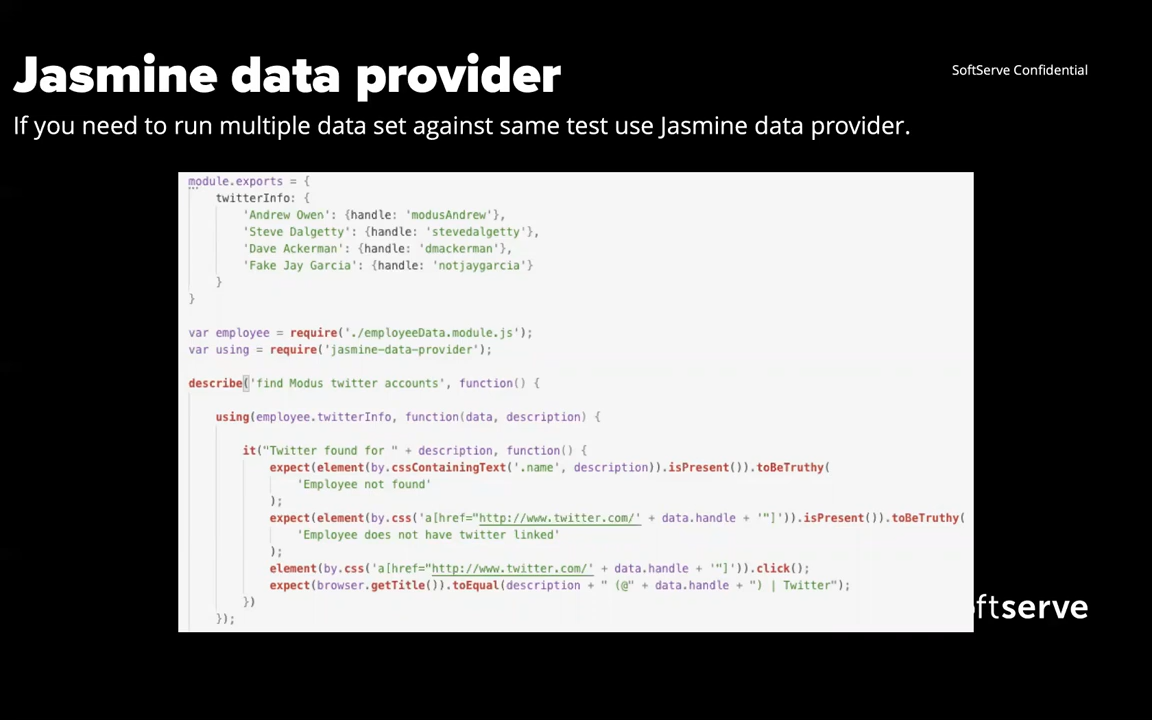 Jasmine data provider
SoftServe Confidential
If you need to run multiple data set against same test use Jasmine data provider.
module.exports = {
    twitterInfo: {
        'Andrew Owen': {handle: 'modusAndrew'},
        'Steve Dalgetty': {handle: 'stevedalgetty'},
        'Dave Ackerman': {handle: 'dmackerman'},
        'Fake Jay Garcia': {handle: 'notjaygarcia'}
    }
}
var employee = require('./employeeData.module.js');
var using = require('jasmine-data-provider');
describe('find Modus twitter accounts', function() {
    using(employee.twitterInfo, function(data, description) {
        it("Twitter found for " + description, function() {
            expect(element(by.cssContainingText('.name', description)).isPresent()).toBeTruthy(
                'Employee not found'
            );
            expect(element(by.css('a[href="http://www.twitter.com/' + data.handle + '"]')).isPresent()).toBeTruthy(
                'Employee does not have twitter linked'
            );
            element(by.css('a[href="http://www.twitter.com/' + data.handle + '"]')).click();
            expect(browser.getTitle()).toEqual(description + " (@" + data.handle + ") | Twitter");
        })
    });
oftserve